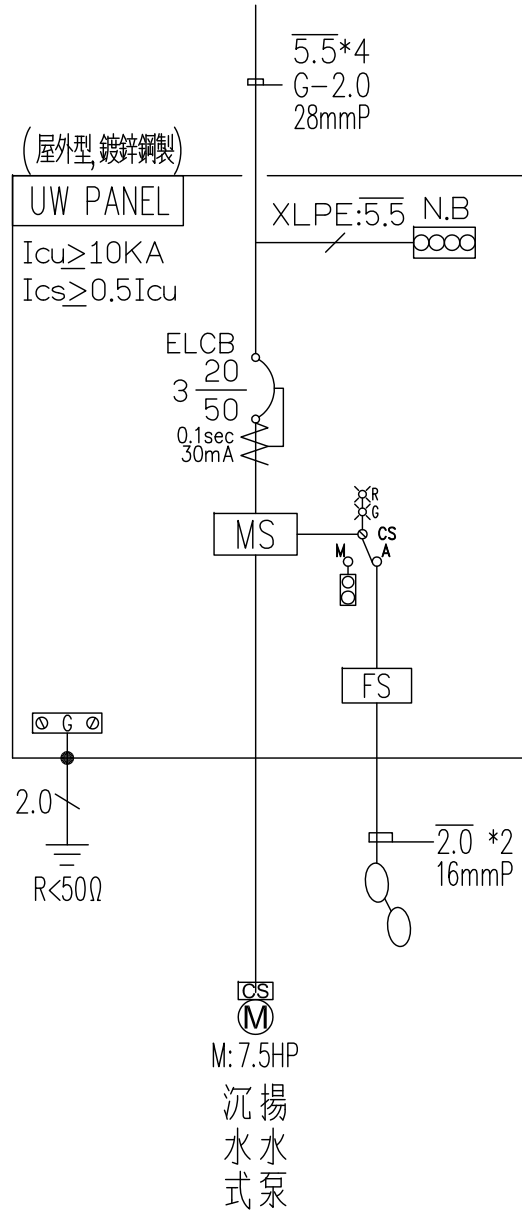 5.5*4
G-2.0
28mmP
(屋外型,鍍鋅鋼製)
UW PANEL
XLPE:5.5
N.B
Icu≥10KA
Ics≥0.5Icu
ELCB
3 20
50
0.1sec
30mA
R
G
MS
CS
M
A
FS
G
2.0
R<50Ω
2.0 *2
16mmP
CS
M
M:7.5HP
沉揚
水水
式泵